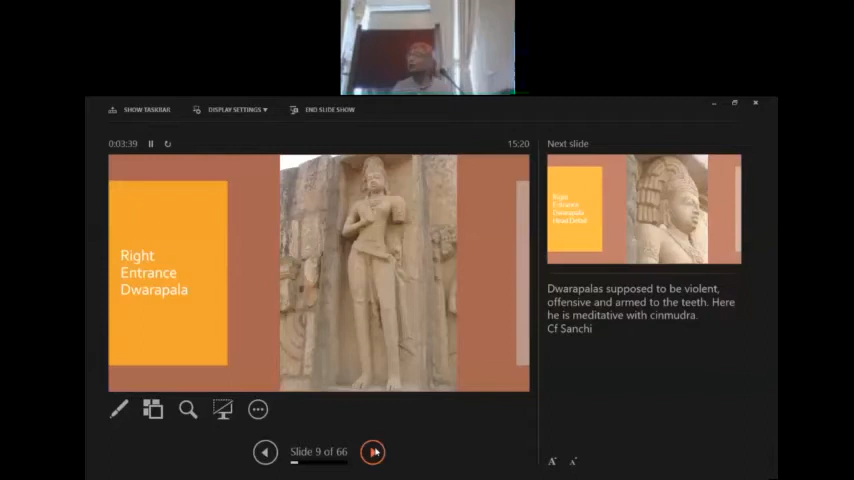 SHOW TASKBAR
DISPLAY SETTINGS ▾
END SLIDE SHOW
0:03:39
15:20
Next slide
Right
Entrance
Dwarapala
Right
Entrance
Dwarapala
Head Detail
Dwarapalas supposed to be violent,
offensive and armed to the teeth. Here
he is meditative with cinmudra.
Cf Sanchi
Slide 9 of 66
A A